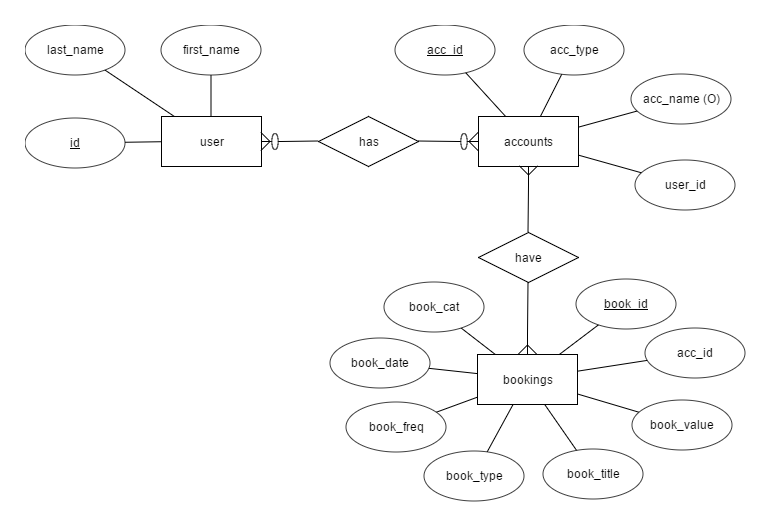 last_name
first_name
acc_id
acc_type
acc_name (O)
id
user
has
accounts
user_id
have
book_cat
book_id
book_date
acc_id
bookings
book_freq
book_value
book_type
book_title